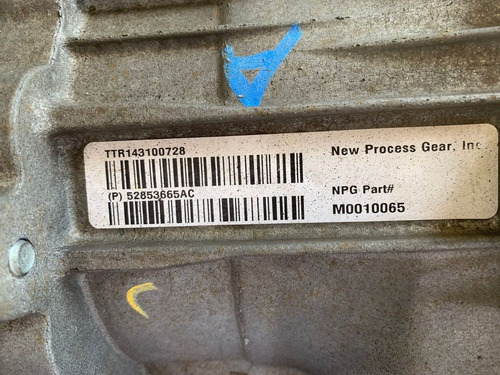 TTR143100728
(P) 52853665AC
New Process Gear, Inc
NPG Part#
M0010065